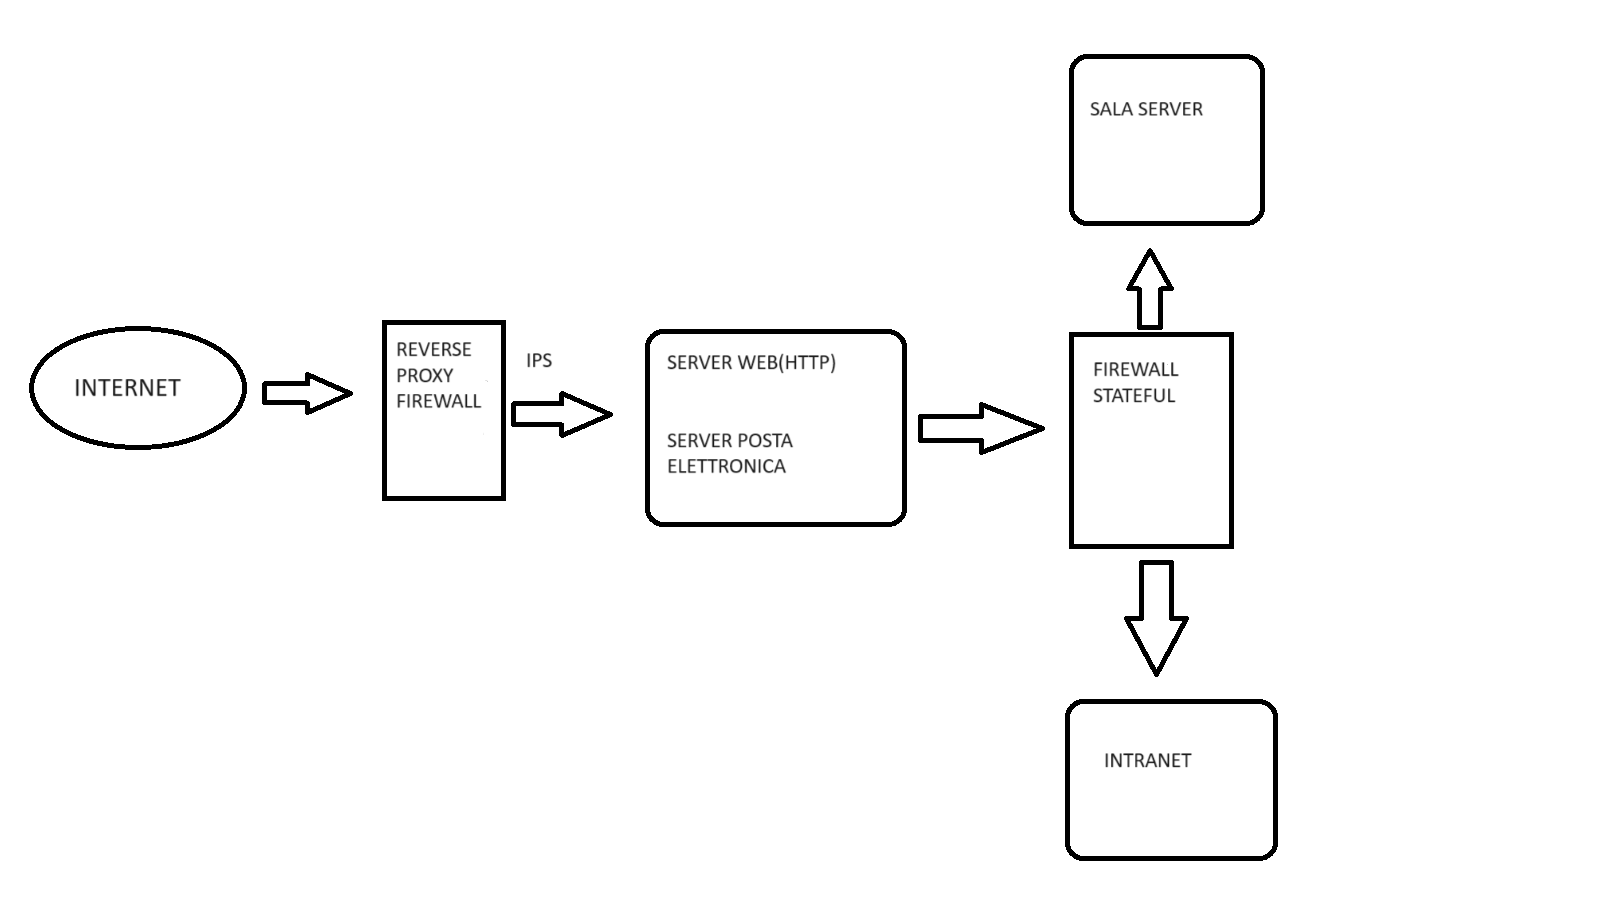 INTERNET
REVERSE
PROXY
FIREWALL
IPS
SERVER WEB(HTTP)
SERVER POSTA
ELETTRONICA
SALA SERVER
FIREWALL
STATEFUL
INTRANET